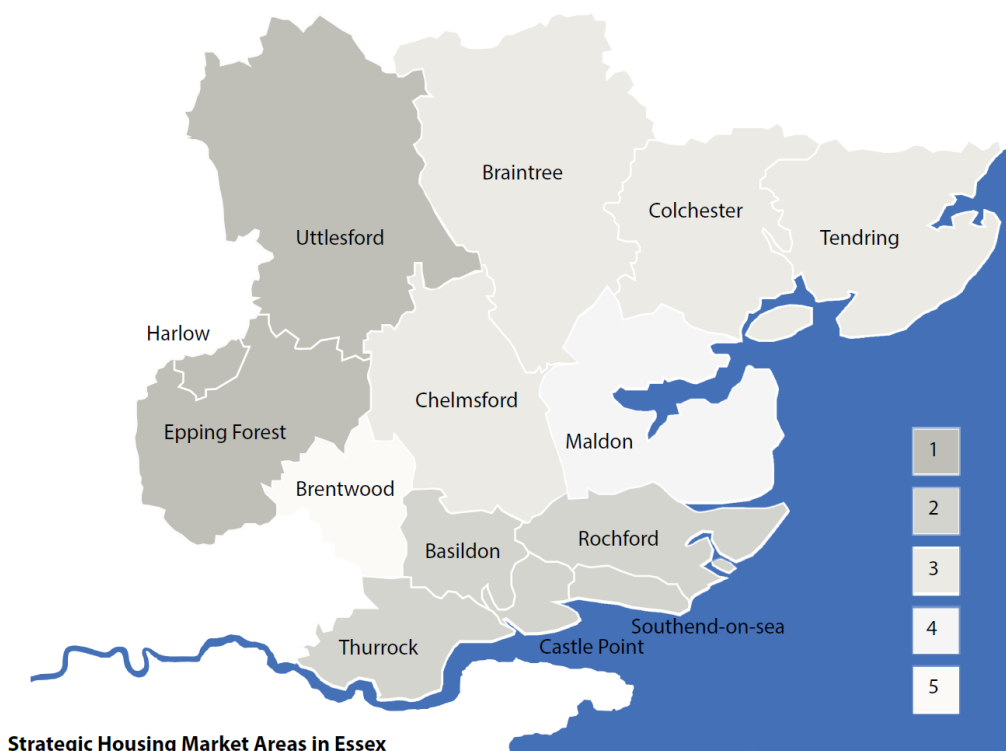 Braintree
Colchester
Uttlesford
Tendring
Harlow
Chelmsford
Epping Forest
Maldon
1
Brentwood
2
Rochford
Basildon
3
Southend-on-sea
4
Thurrock
Castle Point
5
Strategic Housing Market Areas in Essex